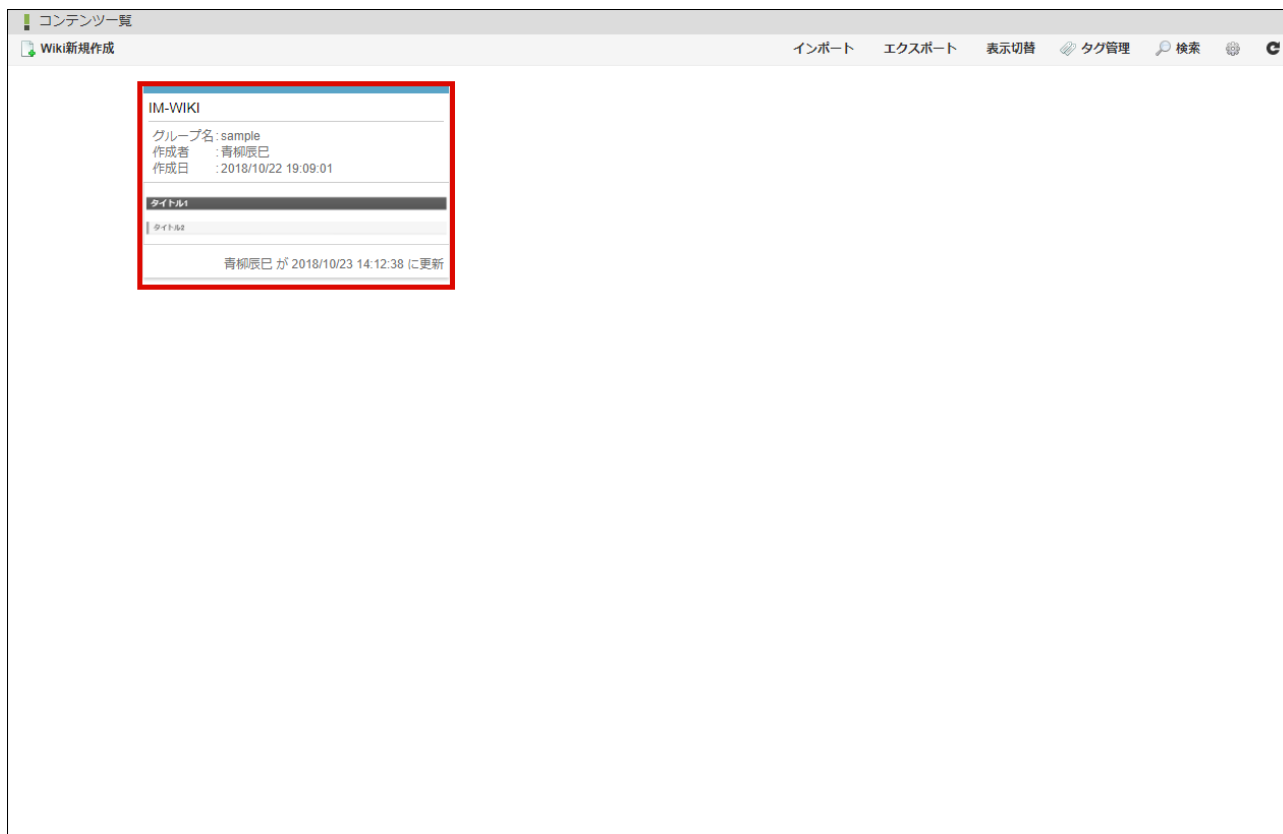 コンテンツ一覧
Wiki新規作成 インポート エクスポート 表示切替 タグ管理 検索
IM-WIKI
グループ名 : sample
作成者 : 青柳辰巳
作成日 : 2018/10/22 19:09:01
タイトル1
タイトル2
青柳辰巳 が 2018/10/23 14:12:38 に更新